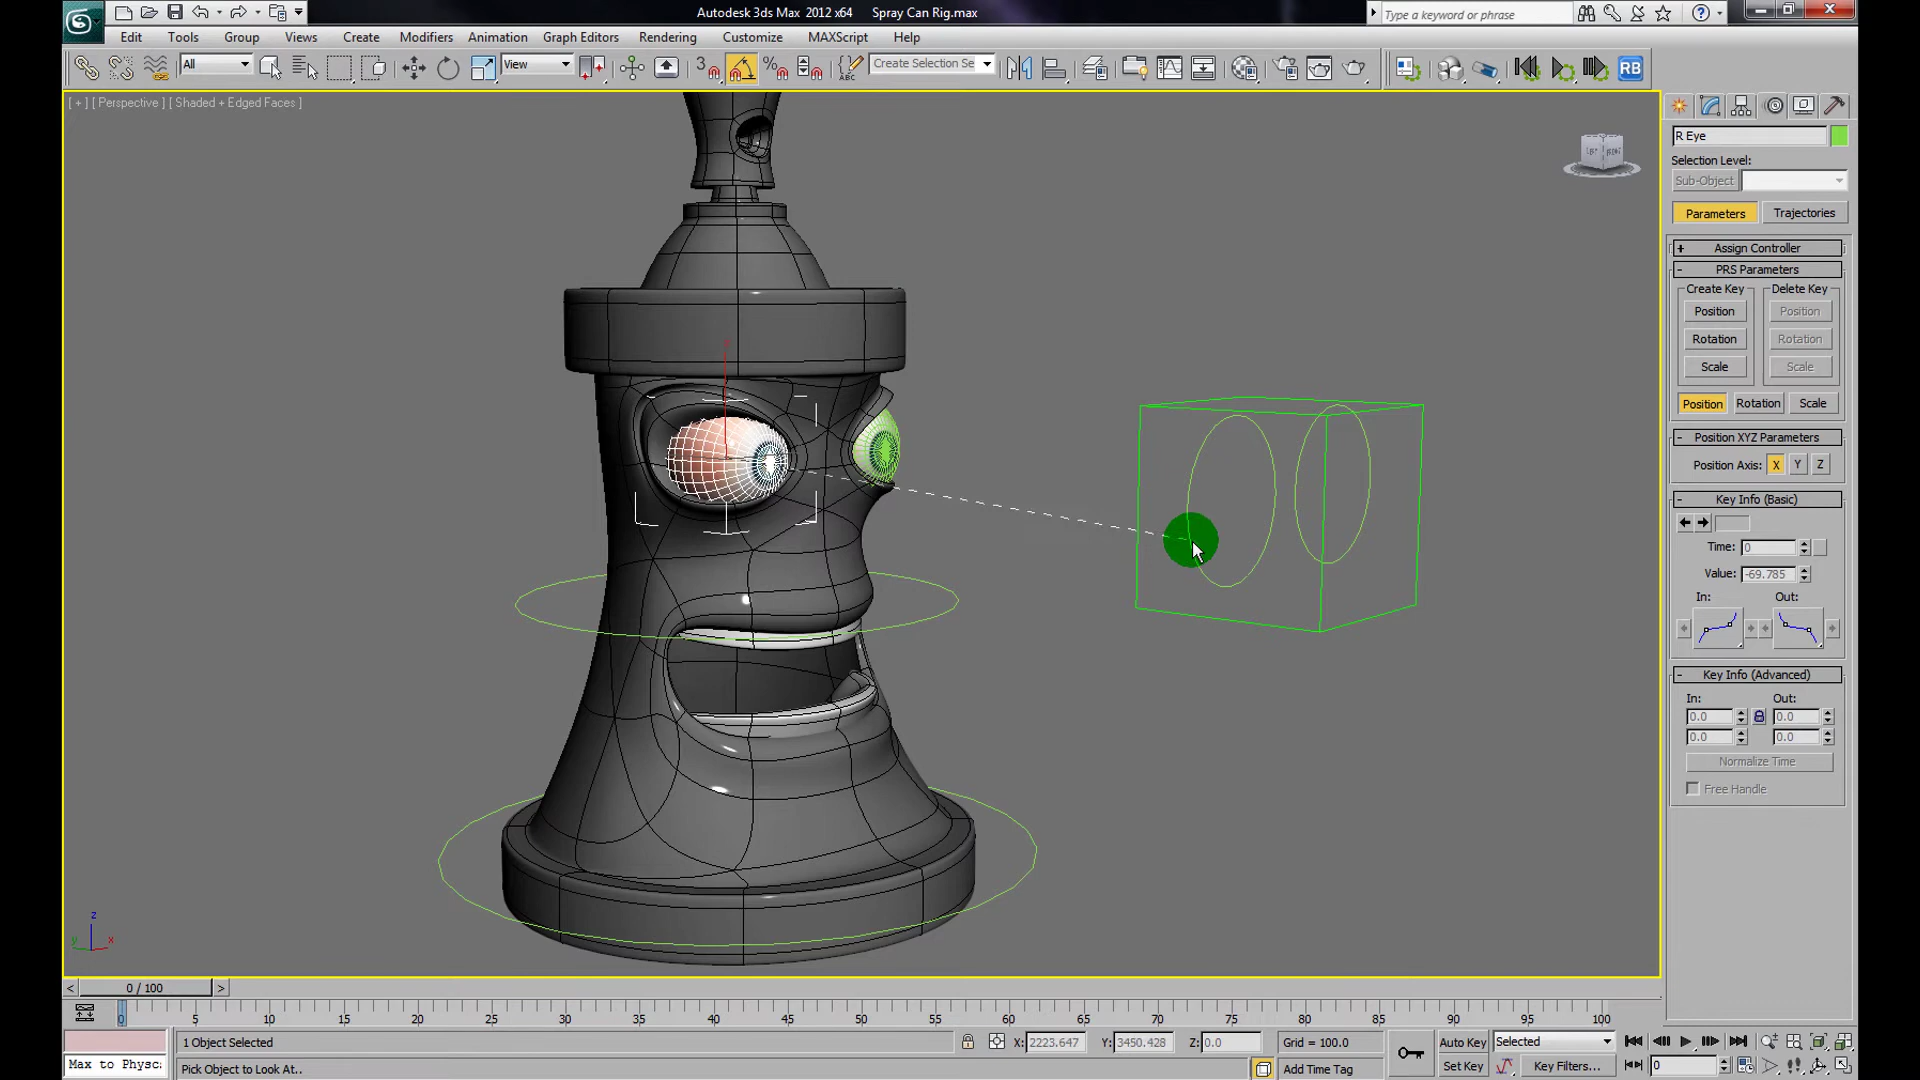 Autodesk 3ds Max 2012 x64 Spray Can Rig.max
Type a keyword or phrase
Edit Tools Group Views Create Modifiers Animation Graph Editors Rendering Customize MAXScript Help
All View Create Selection Se RB
[ + ] [ Perspective ] [ Shaded + Edged Faces ]
R Eye
Selection Level:
Sub-Object
Parameters Trajectories
+ Assign Controller
- PRS Parameters
Create Key Delete Key
Position Position
Rotation Rotation
Scale Scale
Position Rotation Scale
- Position XYZ Parameters
Position Axis: X Y Z
- Key Info (Basic)
Time: 0
Value: -69.785
In: Out:
- Key Info (Advanced)
In: Out:
0.0 0.0
0.0 0.0
Normalize Time
Free Handle
z
y x
< 0 / 100 >
0 5 10 15 20 25 30 35 40 45 50 55 60 65 70 75 80 85 90 95 100
1 Object Selected X: 2223.647 Y: 3450.428 Z: 0.0 Grid = 100.0 Auto Key Selected
Max to Physc: Pick Object to Look At.. Add Time Tag Set Key Key Filters... 0